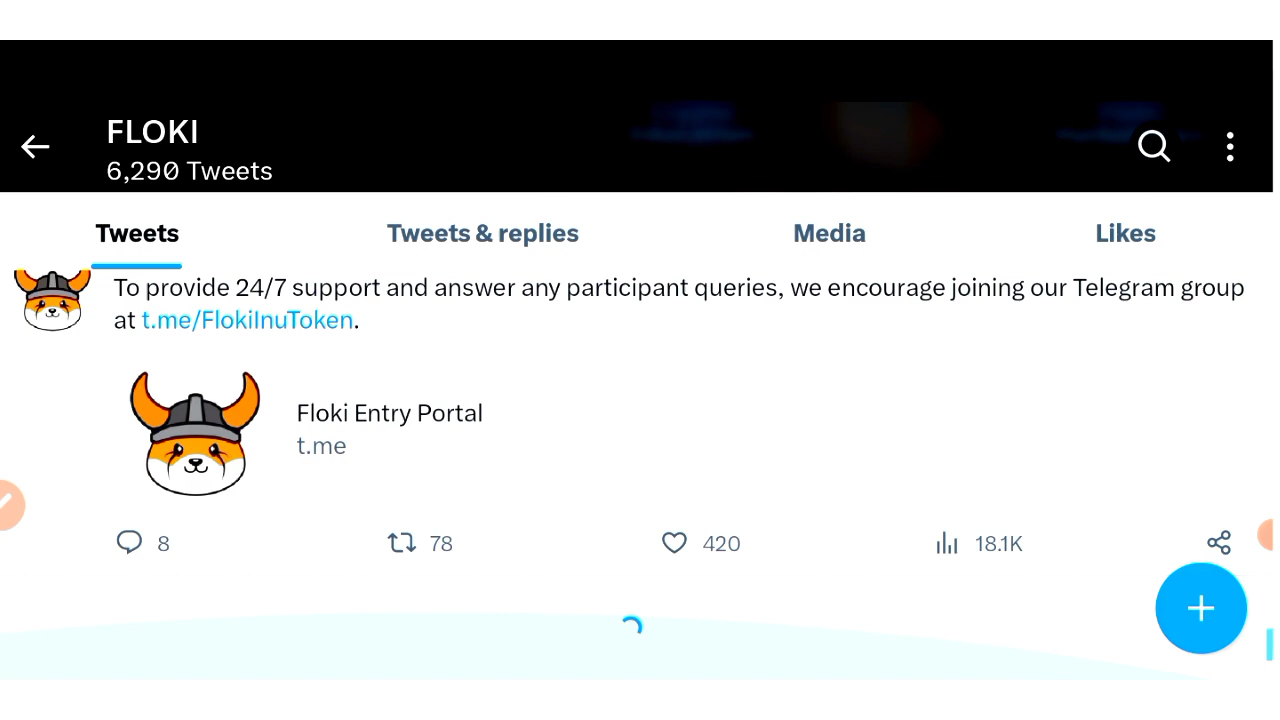 FLOKI
6,290 Tweets
Tweets
Tweets & replies
Media
Likes
To provide 24/7 support and answer any participant queries, we encourage joining our Telegram group
at t.me/FlokiInuToken.
Floki Entry Portal
t.me
8
78
420
18.1K